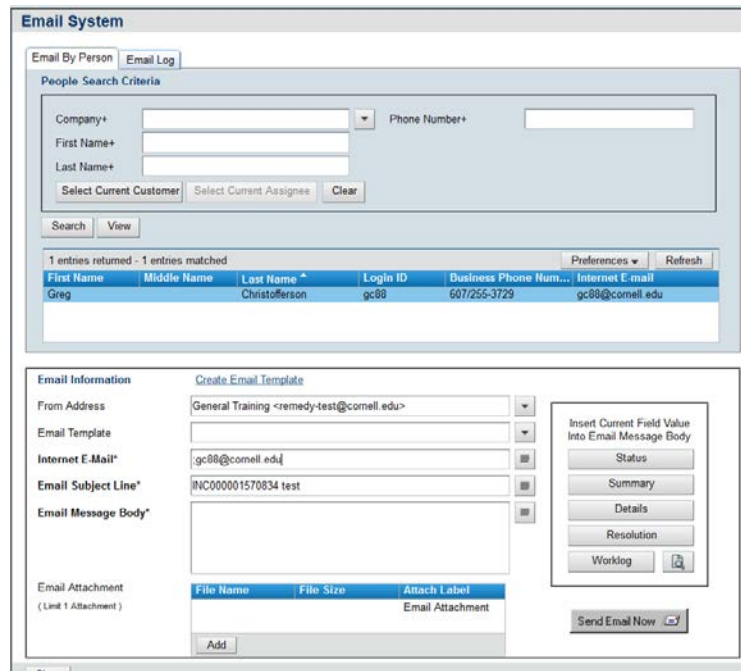 Email System
Email By Person Email Log
People Search Criteria
Company+ Phone Number+
First Name+
Last Name+
Select Current Customer Select Current Assignee Clear
Search View
1 entries returned - 1 entries matched Preferences Refresh
First Name Middle Name Last Name Login ID Business Phone Num... Internet E-mail
Greg Christofferson gc88 607/255-3729 gc88@cornell.edu
Email Information Create Email Template
From Address General Training <remedy-test@cornell.edu>
Email Template
Insert Current Field Value
Into Email Message Body
Internet E-Mail* ;gc88@cornell.edu Status
Email Subject Line* INC000001570834 test Summary
Email Message Body* Details
Resolution
Worklog
Email Attachment File Name File Size Attach Label
( Limit 1 Attachment ) Email Attachment
Send Email Now
Add